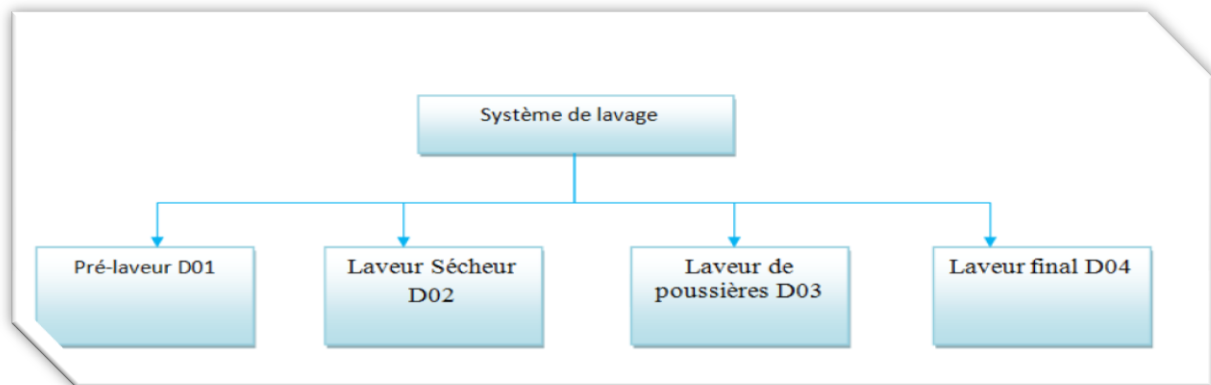 Système de lavage
Pré-laveur D01
Laveur Sécheur
D02
Laveur de
poussières D03
Laveur final D04